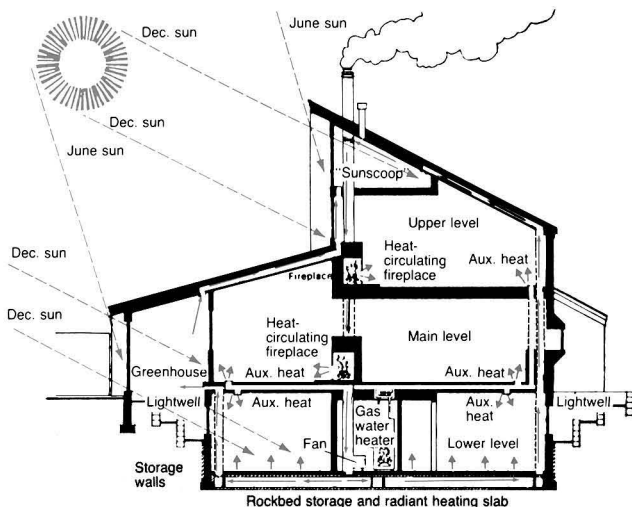 Dec. sun
June sun
Dec. sun
June sun
"Sunscoop"
Upper level
Dec. sun
Heat-
circulating
fireplace
Aux. heat
Fireplace
Dec. sun
Heat-
circulating
fireplace
Main level
Greenhouse
Aux. heat
Aux. heat
Lightwell
Aux. heat
Gas
water
heater
Aux.
heat
Lightwell
Fan
Lower level
Storage
walls
Rockbed storage and radiant heating slab